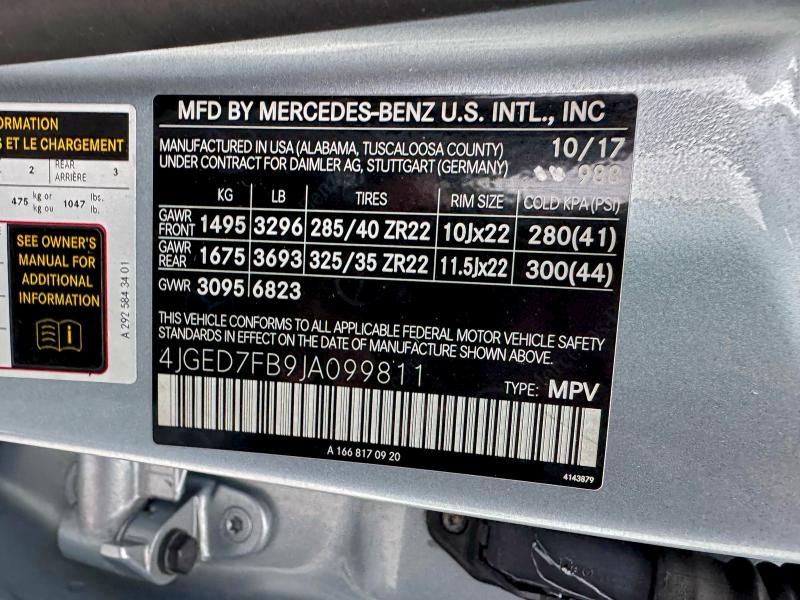 ORMATION
S ET LE CHARGEMENT
2 REAR ARRIÈRE 3
475 kg or kg ou 1047 lbs. lb.
SEE OWNER'S
MANUAL FOR
ADDITIONAL
INFORMATION
A 292 584 34 01
MFD BY MERCEDES-BENZ U.S. INTL., INC
MANUFACTURED IN USA (ALABAMA, TUSCALOOSA COUNTY) 10/17
UNDER CONTRACT FOR DAIMLER AG, STUTTGART (GERMANY) 988
KG LB TIRES RIM SIZE COLD KPA (PSI)
GAWR FRONT 1495 3296 285/40 ZR22 10Jx22 280(41)
GAWR REAR 1675 3693 325/35 ZR22 11.5Jx22 300(44)
GVWR 3095 6823
THIS VEHICLE CONFORMS TO ALL APPLICABLE FEDERAL MOTOR VEHICLE SAFETY
STANDARDS IN EFFECT ON THE DATE OF MANUFACTURE SHOWN ABOVE.
4JGED7FB9JA099811
TYPE: MPV
A 166 817 09 20
4143879